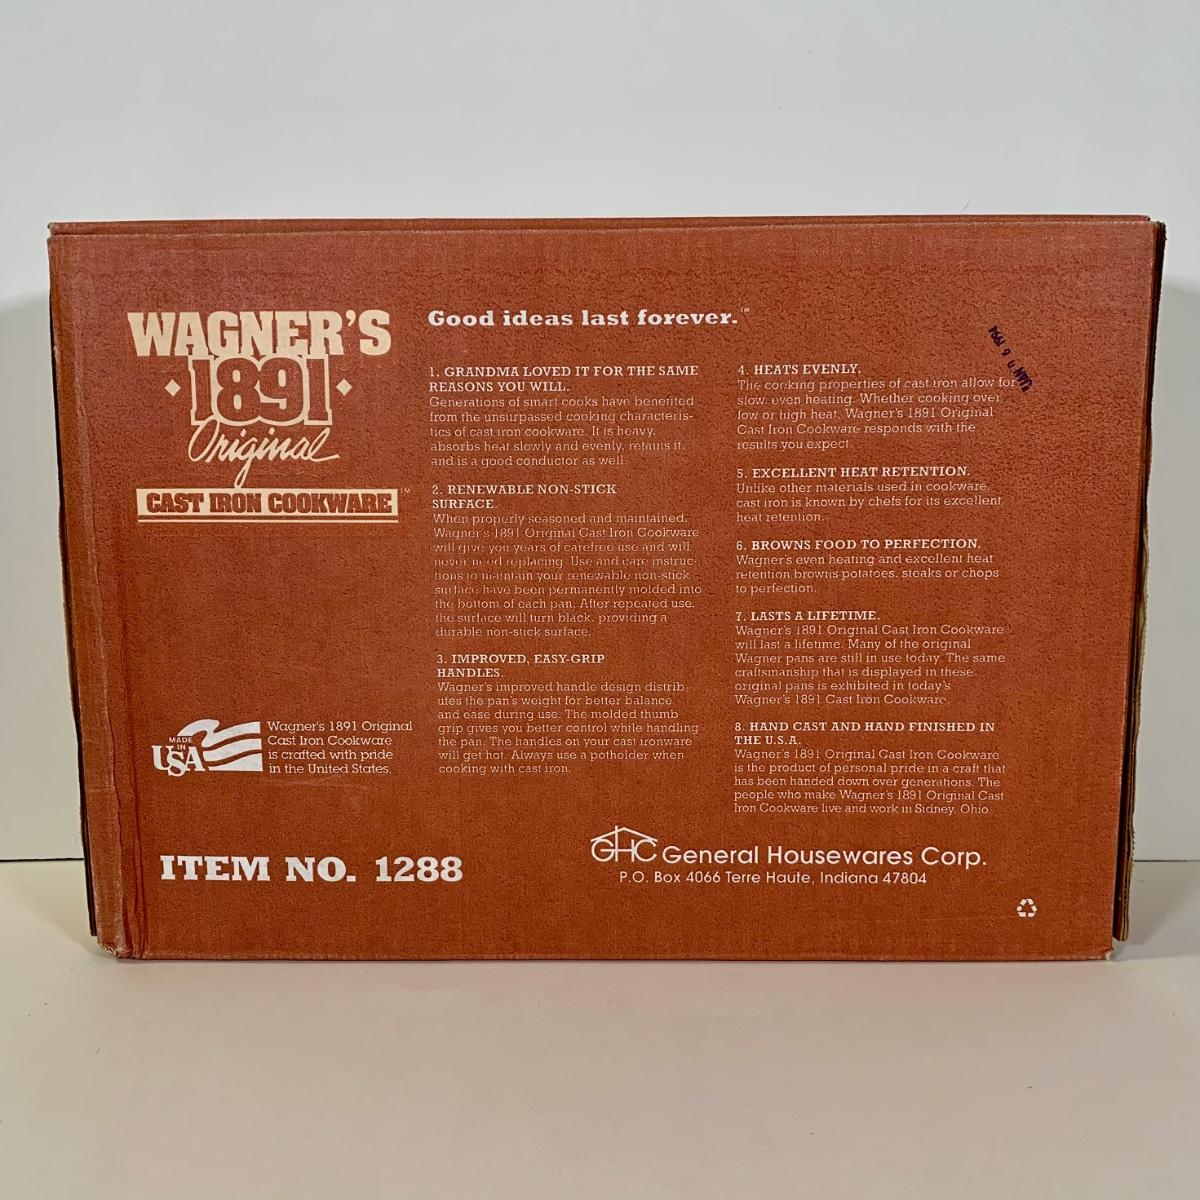 WAGNER'S
1891
Original
CAST IRON COOKWARE™
Good ideas last forever.™
1. GRANDMA LOVED IT FOR THE SAME
REASONS YOU WILL.
Generations of smart cooks have benefited
from the unsurpassed cooking characteris-
tics of cast iron cookware. It is heavy,
absorbs heat slowly and evenly, retains it,
and is a good conductor as well.
2. RENEWABLE NON-STICK
SURFACE.
When properly seasoned and maintained,
Wagner's 1891 Original Cast Iron Cookware
will give you years of carefree use and will
never need replacing. Use and care instruc-
tions to maintain your renewable non-stick
surface have been permanently molded into
the bottom of each pan. After repeated use,
the surface will turn black, providing a
durable non-stick surface.
3. IMPROVED, EASY-GRIP
HANDLES.
Wagner's improved handle design distrib-
utes the pan's weight for better balance
and ease during use. The molded thumb
grip gives you better control while handling
the pan. The handles on your cast ironware
will get hot. Always use a potholder when
cooking with cast iron.
4. HEATS EVENLY.
The cooking properties of cast iron allow for
slow, even heating. Whether cooking over
low or high heat, Wagner's 1891 Original
Cast Iron Cookware responds with the
results you expect.
5. EXCELLENT HEAT RETENTION.
Unlike other materials used in cookware,
cast iron is known by chefs for its excellent
heat retention.
6. BROWNS FOOD TO PERFECTION.
Wagner's even heating and excellent heat
retention browns potatoes, steaks or chops
to perfection.
7. LASTS A LIFETIME.
Wagner's 1891 Original Cast Iron Cookware
will last a lifetime. Many of the original
Wagner pans are still in use today. The same
craftsmanship that is displayed in these
original pans is exhibited in today's
Wagner's 1891 Cast Iron Cookware.
8. HAND CAST AND HAND FINISHED IN
THE U.S.A.
Wagner's 1891 Original Cast Iron Cookware
is the product of personal pride in a craft that
has been handed down over generations. The
people who make Wagner's 1891 Original Cast
Iron Cookware live and work in Sidney, Ohio.
MADE
IN
USA
Wagner's 1891 Original
Cast Iron Cookware
is crafted with pride
in the United States.
ITEM NO. 1288
GHC General Housewares Corp.
P.O. Box 4066 Terre Haute, Indiana 47804
6 1994